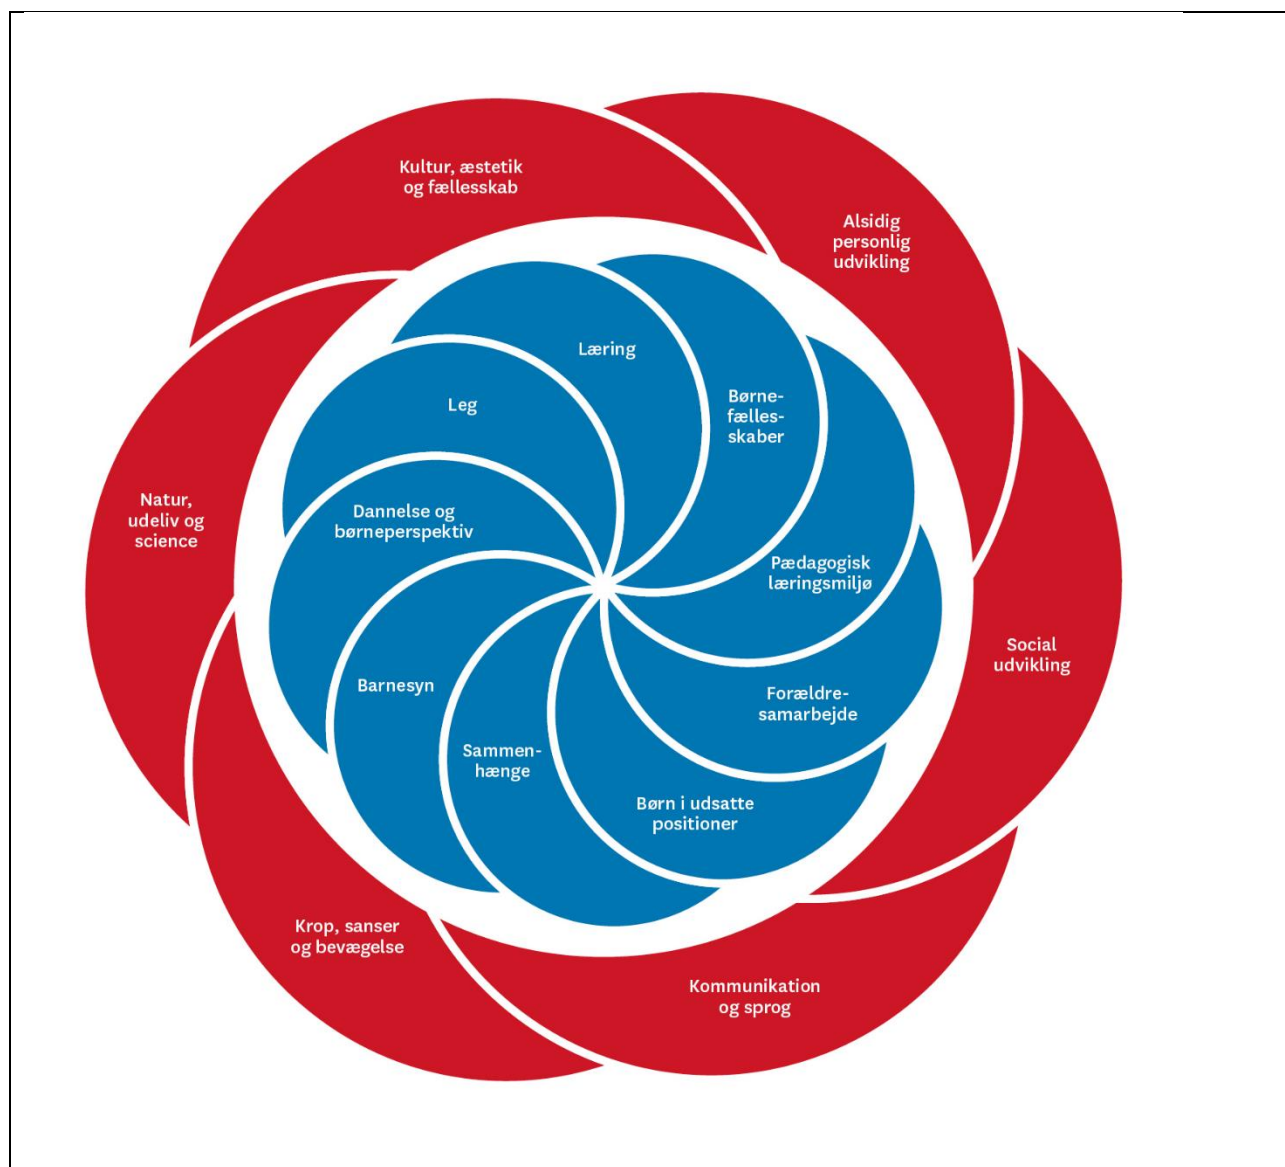 Kultur, æstetik
og fællesskab
Alsidig
personlig
udvikling
Læring
Børne-
fælles-
skaber
Leg
Natur,
udeliv og
science
Dannelse og
børneperspektiv
Pædagogisk
læringsmiljø
Social
udvikling
Barnesyn
Forældre-
samarbejde
Sammen-
hænge
Børn i udsatte
positioner
Krop, sanser
og bevægelse
Kommunikation
og sprog